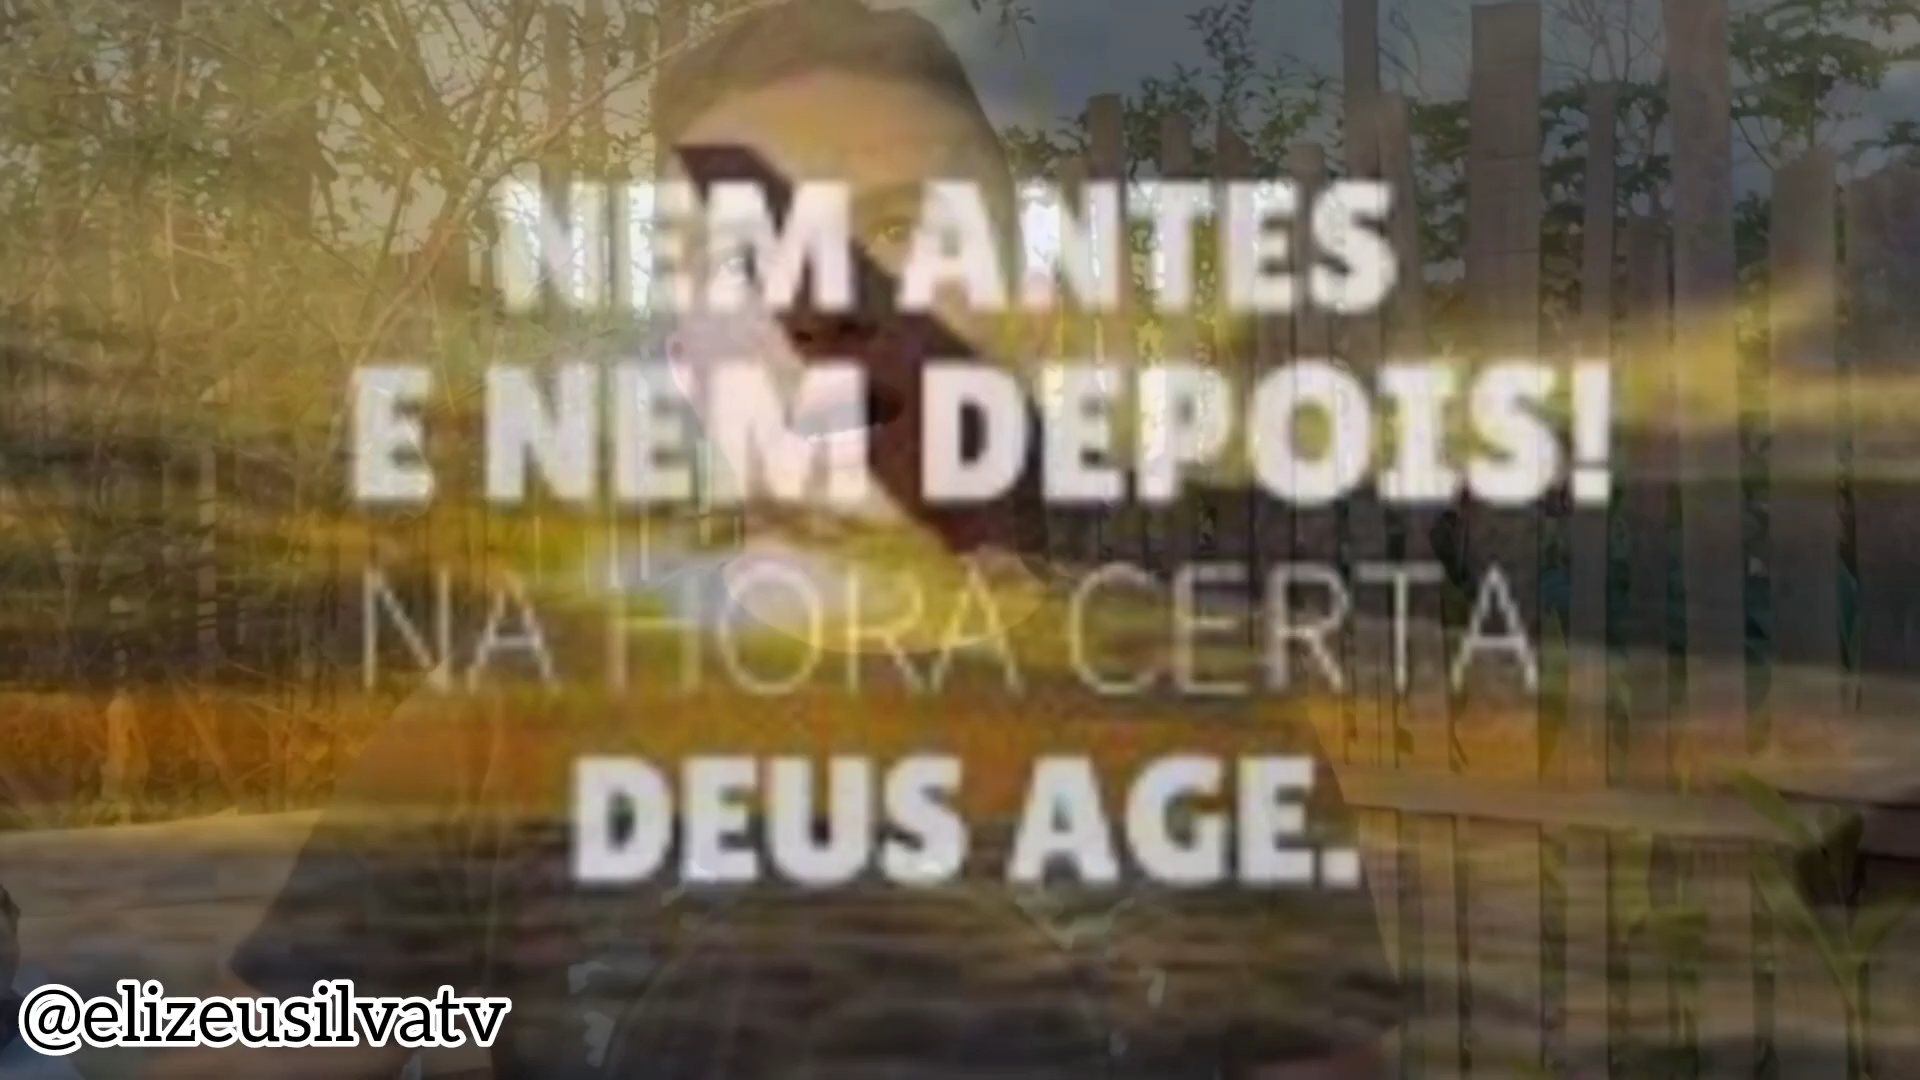 NEM ANTES
E NEM DEPOIS!
NA HORA CERTA
DEUS AGE.
@elizeusilvatv